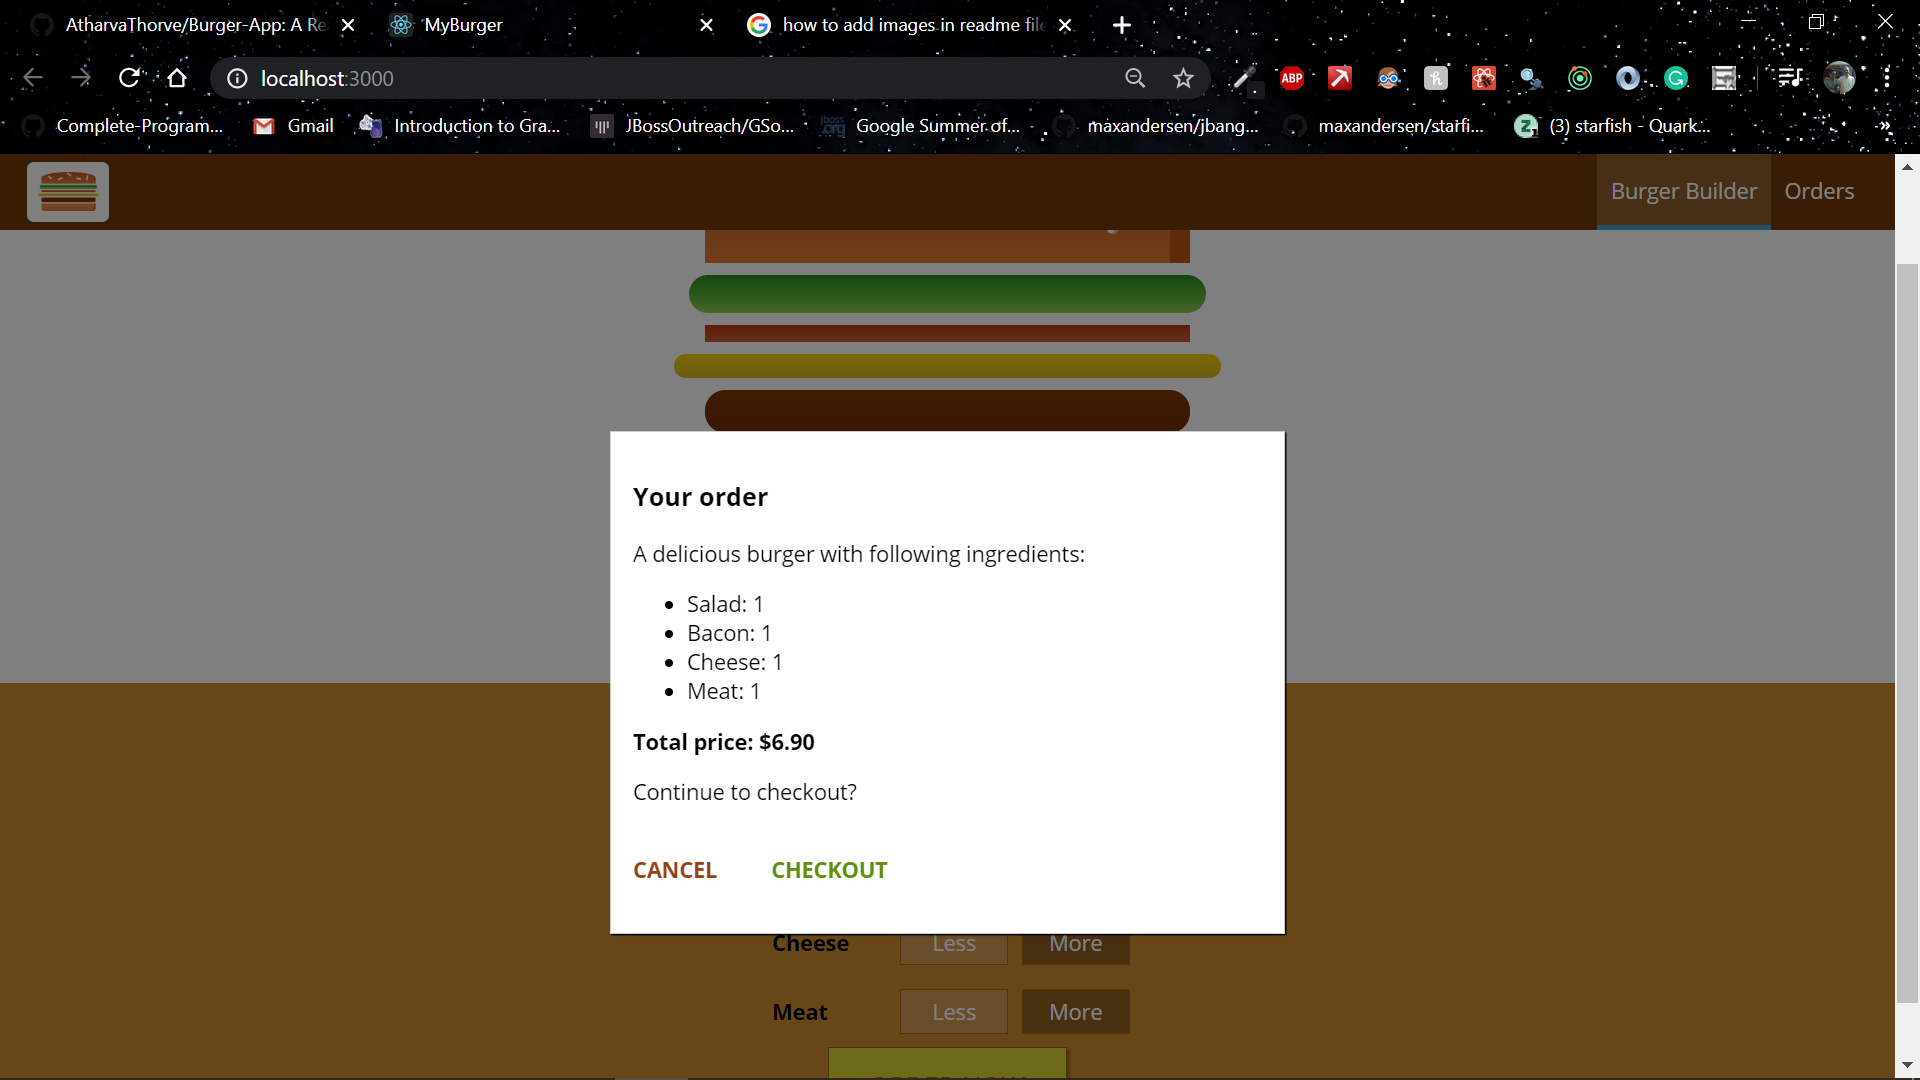 AtharvaThorve/Burger-App: A Re
MyBurger
how to add images in readme file
localhost:3000
ABP
Complete-Program...
Gmail
Introduction to Gra...
JBossOutreach/GSo...
Google Summer of...
maxandersen/jbang...
maxandersen/starfi...
(3) starfish - Quark...
Burger Builder
Orders
Your order
A delicious burger with following ingredients:
Salad: 1
Bacon: 1
Cheese: 1
Meat: 1
Total price: $6.90
Continue to checkout?
CANCEL
CHECKOUT
Cheese
Less
More
Meat
Less
More